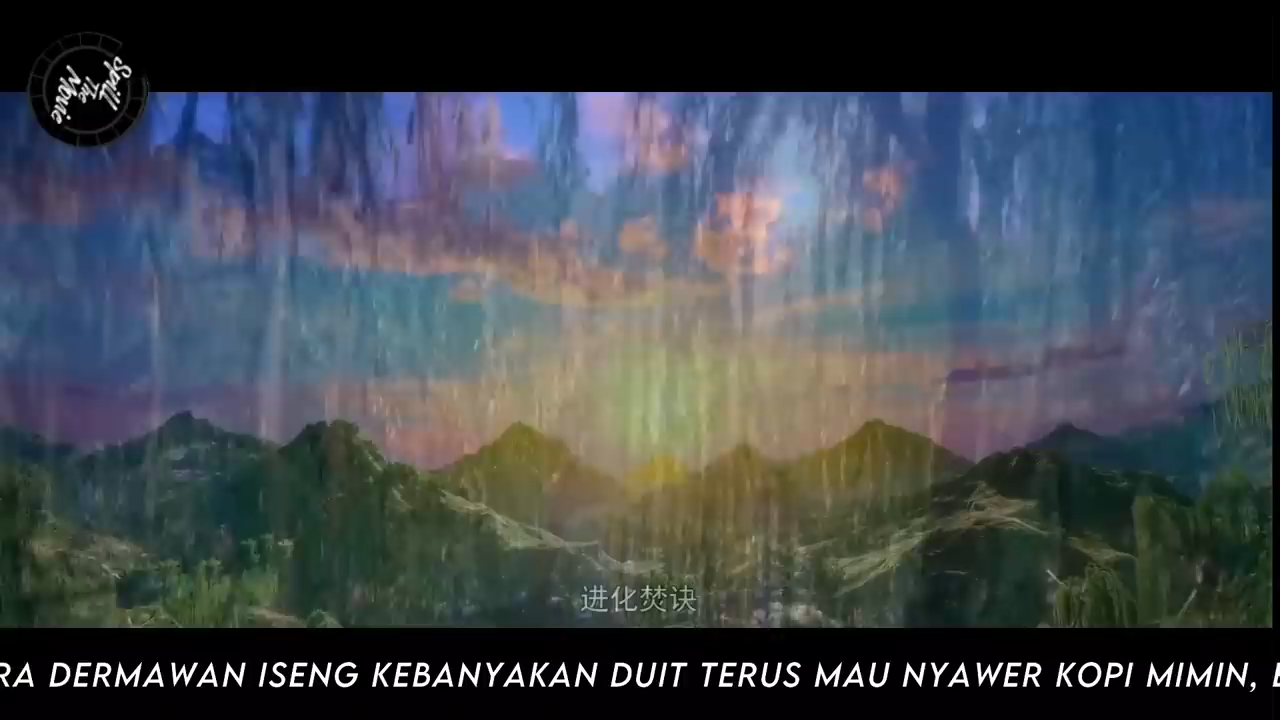 Spill
The
Movie
进化焚诀
RA DERMAWAN ISENG KEBANYAKAN DUIT TERUS MAU NYAWER KOPI MIMIN,